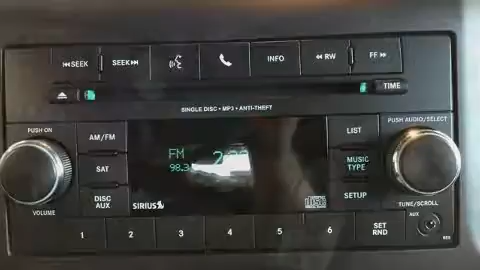 |◀◀ SEEK SEEK ▶▶| INFO ◀◀ RW FF ▶▶
TIME
SINGLE DISC • MP3 • ANTI-THEFT
PUSH ON AM/FM FM LIST PUSH AUDIO/SELECT
SAT 98.3 MUSIC TYPE
DISC AUX SIRIUS disc SETUP
VOLUME TUNE/SCROLL
1 2 3 4 5 6 SET RND AUX